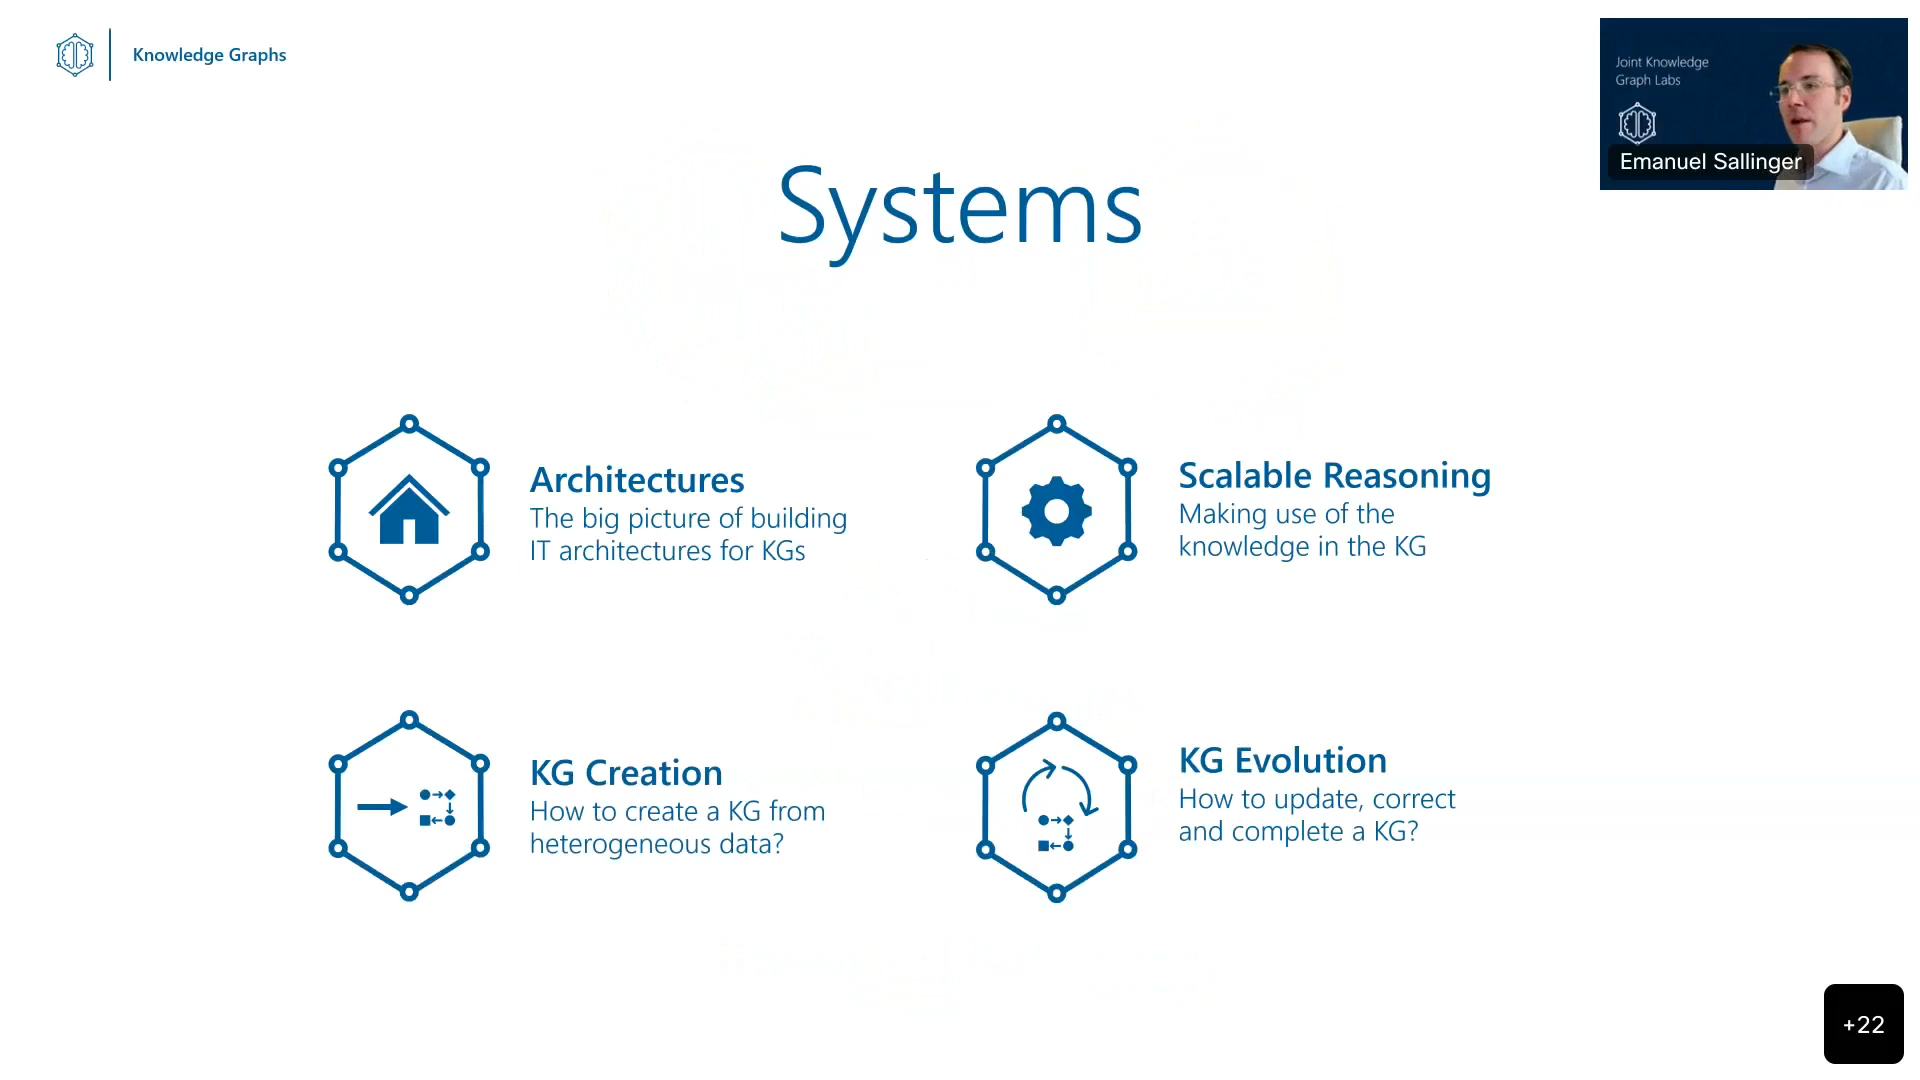 Knowledge Graphs
Joint Knowledge
Graph Labs
Emanuel Sallinger
Systems
Architectures
The big picture of building
IT architectures for KGs
Scalable Reasoning
Making use of the
knowledge in the KG
KG Creation
How to create a KG from
heterogeneous data?
KG Evolution
How to update, correct
and complete a KG?
+22